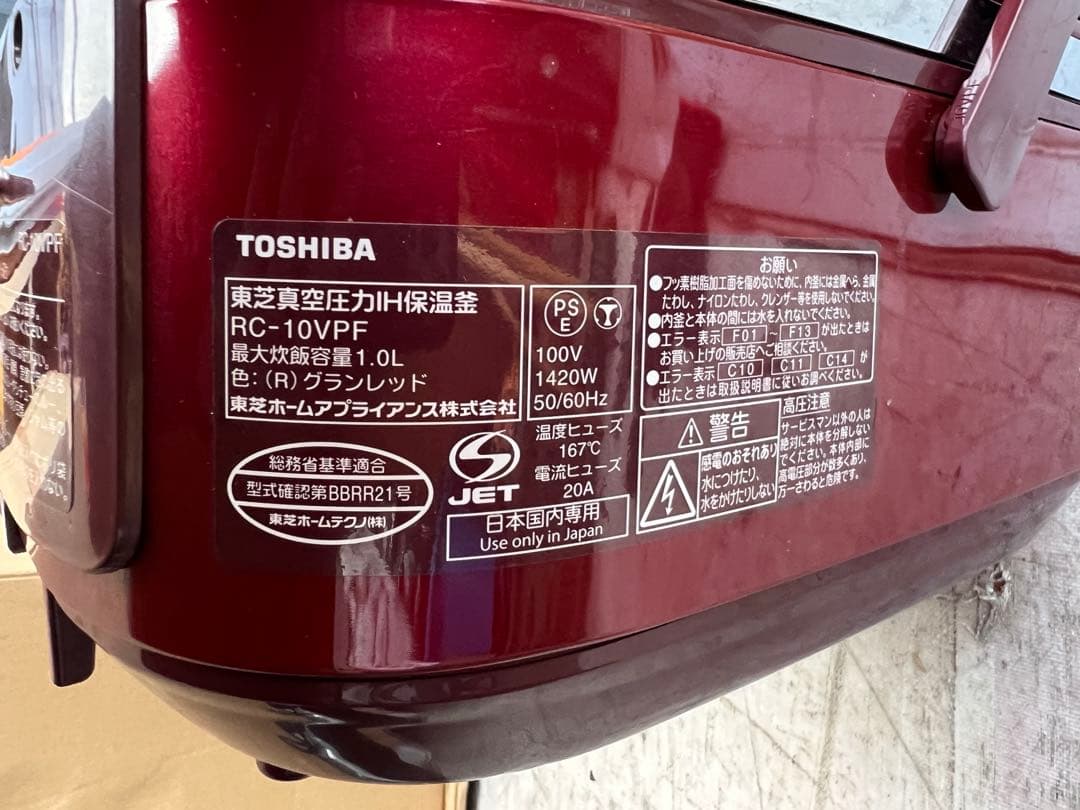 TOSHIBA
東芝真空圧力IH保温釜
RC-10VPF
最大炊飯容量1.0L
色:(R)グランレッド
東芝ホームアプライアンス株式会社
PS
E
100V
1420W
50/60Hz
お願い
●フッ素樹脂加工面を傷めないために、内釜には金属へら、金属
たわし、ナイロンたわし、クレンザー等を使用しないでください。
●内釜と本体の間には水を入れないでください。
●エラー表示 F01 ~ F13 が出たときは
お買い上げの販売店へご相談ください。
●エラー表示 C10 C11 C14 が
出たときは取扱説明書に従いお調べください。
総務省基準適合
型式確認第BBRR21号
東芝ホームテクノ(株)
JET
温度ヒューズ
167℃
電流ヒューズ
20A
日本国内専用
Use only in Japan
警告
感電のおそれあり
水につけたり、
水をかけたりしない
高圧注意
サービスマン以外の人は
絶対に本体を分解しない
でください。本体内部に
高電圧部分が数多くあり、
万一さわると危険です。
RC-10VPF